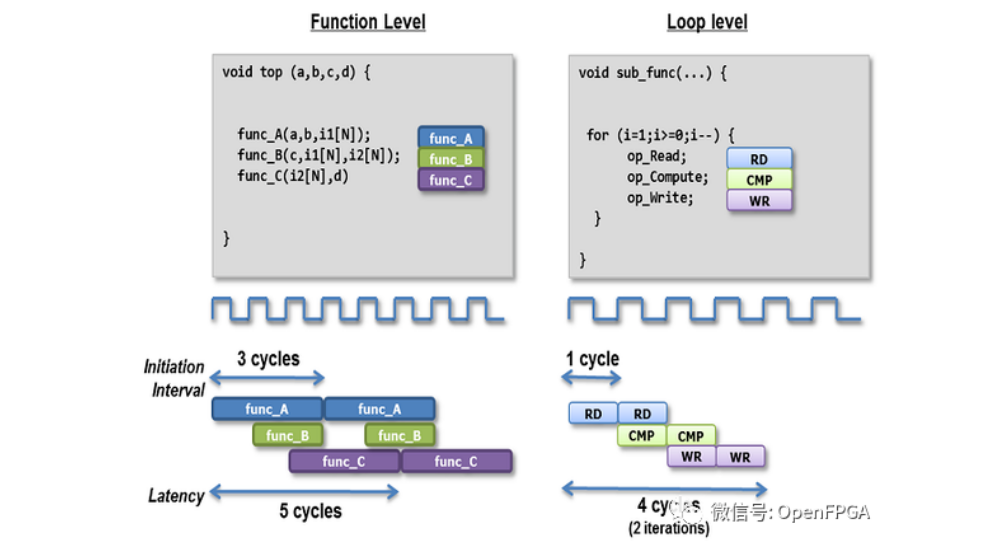 Function Level
Loop level
void top (a,b,c,d) {
func_A(a,b,i1[N]);
func_B(c,i1[N],i2[N]);
func_C(i2[N],d)
}
func_A
func_B
func_C
void sub_func(...) {
for (i=1;i>=0;i--) {
op_Read;
op_Compute;
op_Write;
}
}
RD
CMP
WR
Initiation
Interval
3 cycles
1 cycle
func_A
func_A
func_B
func_B
func_C
func_C
RD
RD
CMP
CMP
WR
WR
Latency
5 cycles
4 cycles
(2 iterations)
微信号: OpenFPGA